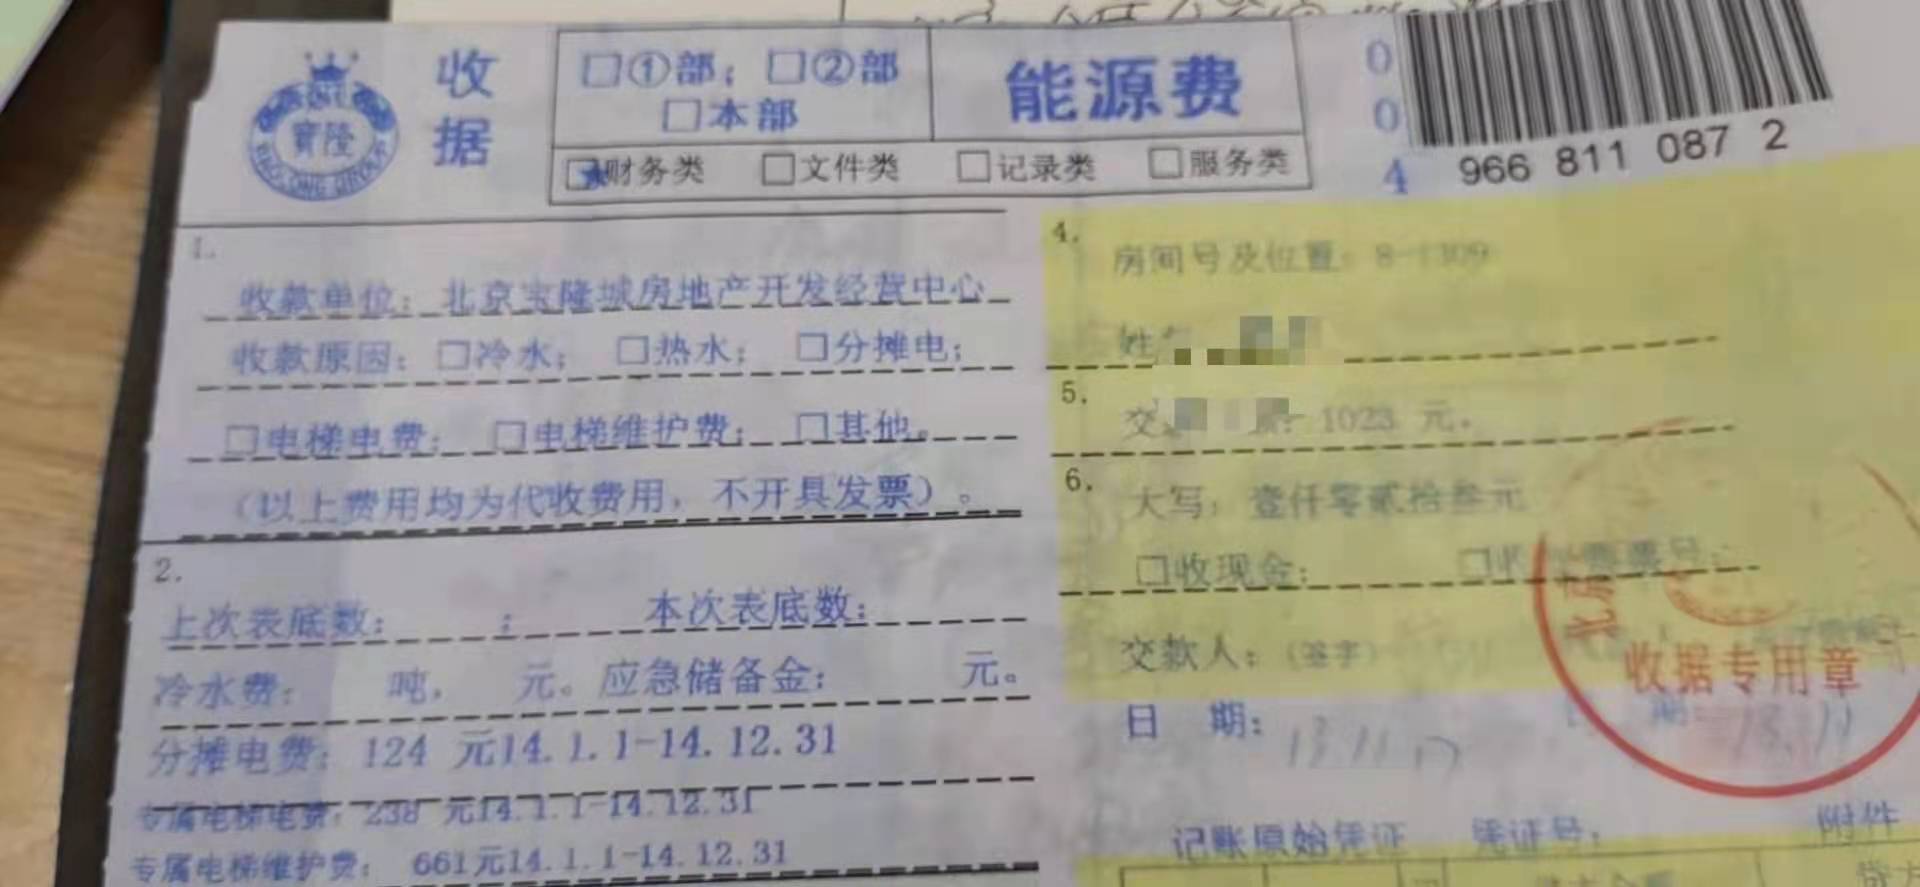 寶隆
收据
□①部；□②部
□本部
能源费
□财务类 □文件类 □记录类 □服务类
0
0
4
966 811 087 2
1.
收款单位：北京宝隆城房地产开发经营中心
收款原因：□冷水； □热水； □分摊电；
□电梯电费； □电梯维护费； □其他。
（以上费用均为代收费用，不开具发票）。
2.
上次表底数： ； 本次表底数：
冷水费： 吨， 元。应急储备金： 元。
分摊电费：124 元14.1.1-14.12.31
专属电梯电费：238 元14.1.1-14.12.31
专属电梯维护费： 661元14.1.1-14.12.31
4.
房间号及位置：8-1309
姓
5.
交 1023 元。
6.
大写：壹仟零贰拾叁元
□收现金： □收 票号：
交款人：（签字）
日 期：
期：
收据专用章
记账原始凭证 凭证号： 附件